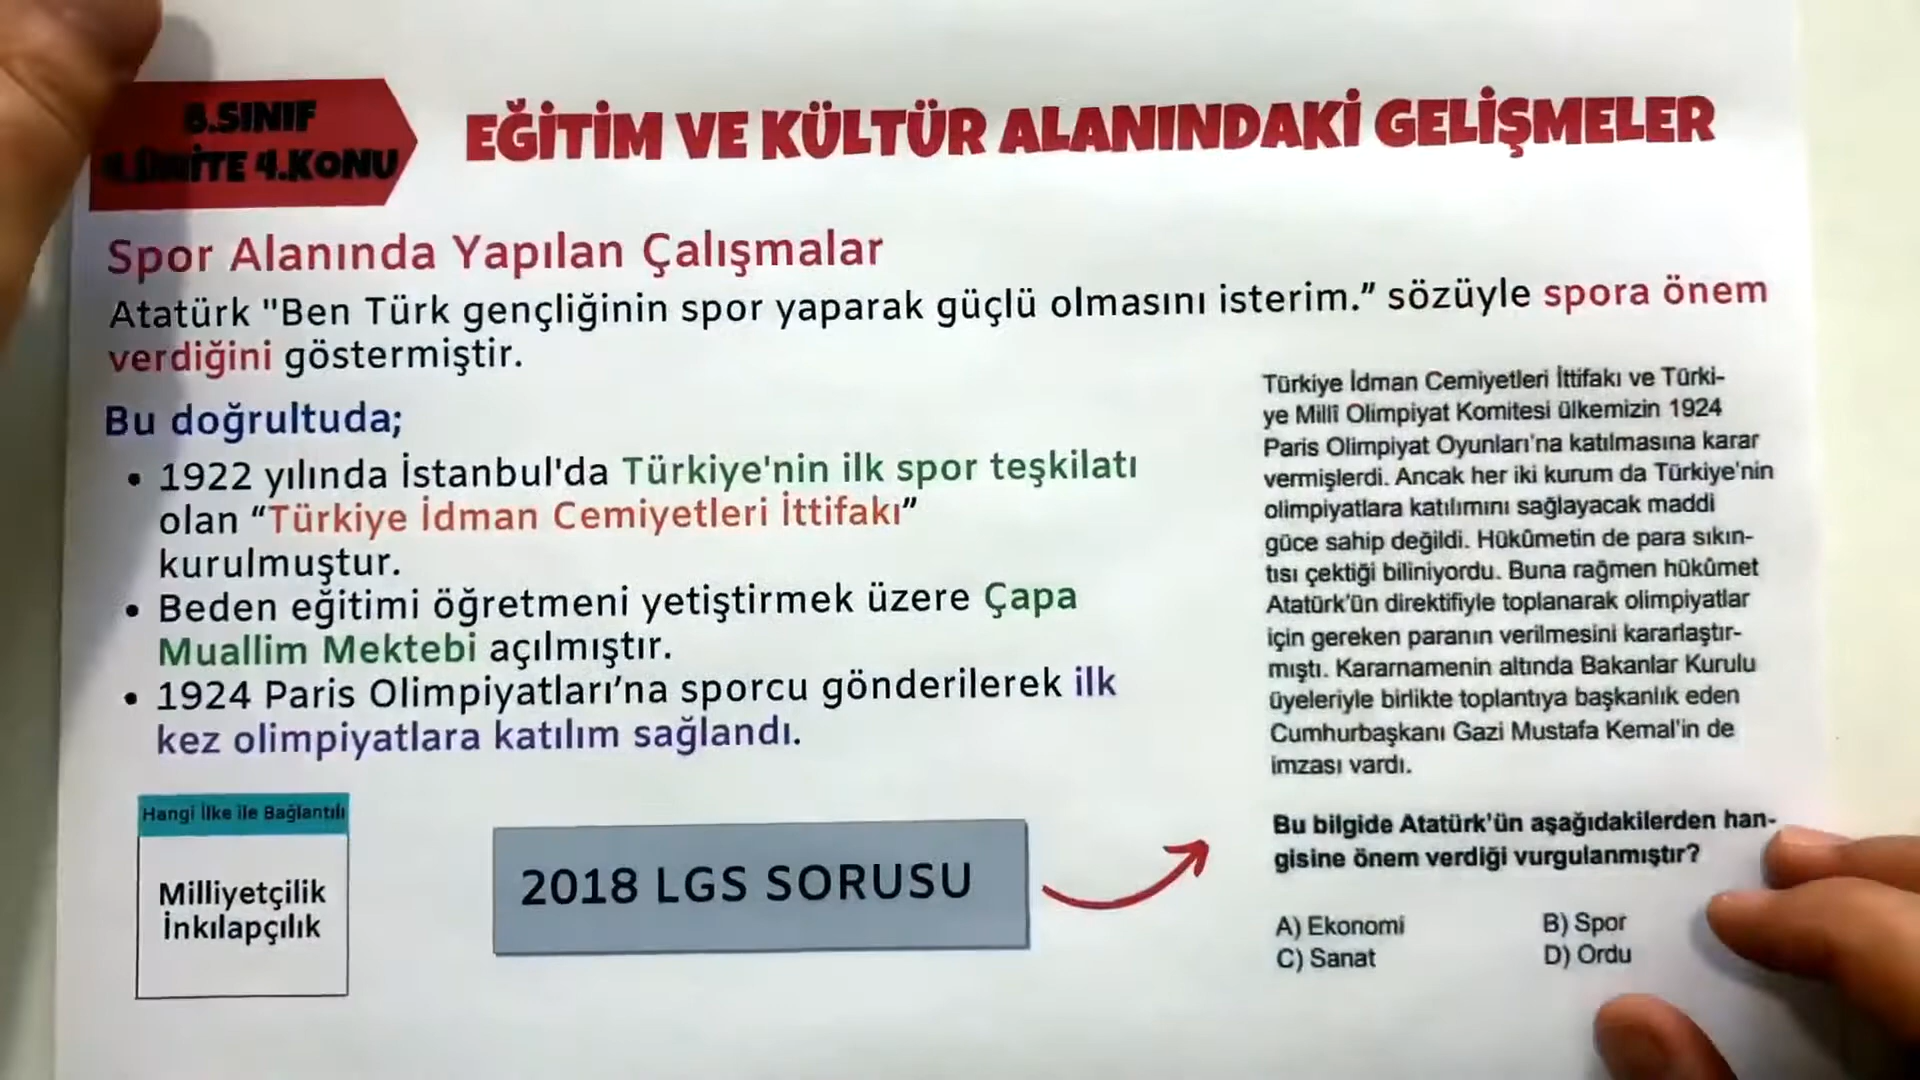 8.SINIF
4.ÜNİTE 4.KONU
EĞİTİM VE KÜLTÜR ALANINDAKİ GELİŞMELER
Spor Alanında Yapılan Çalışmalar
Atatürk "Ben Türk gençliğinin spor yaparak güçlü olmasını isterim.” sözüyle spora önem
verdiğini göstermiştir.
Bu doğrultuda;
• 1922 yılında İstanbul'da Türkiye'nin ilk spor teşkilatı
olan “Türkiye İdman Cemiyetleri İttifakı”
kurulmuştur.
• Beden eğitimi öğretmeni yetiştirmek üzere Çapa
Muallim Mektebi açılmıştır.
• 1924 Paris Olimpiyatları’na sporcu gönderilerek ilk
kez olimpiyatlara katılım sağlandı.
Hangi İlke ile Bağlantılı
Milliyetçilik
İnkılapçılık
2018 LGS SORUSU
Türkiye İdman Cemiyetleri İttifakı ve Türki-
ye Millî Olimpiyat Komitesi ülkemizin 1924
Paris Olimpiyat Oyunları’na katılmasına karar
vermişlerdi. Ancak her iki kurum da Türkiye’nin
olimpiyatlara katılımını sağlayacak maddi
güce sahip değildi. Hükûmetin de para sıkın-
tısı çektiği biliniyordu. Buna rağmen hükûmet
Atatürk’ün direktifiyle toplanarak olimpiyatlar
için gereken paranın verilmesini kararlaştır-
mıştı. Kararnamenin altında Bakanlar Kurulu
üyeleriyle birlikte toplantıya başkanlık eden
Cumhurbaşkanı Gazi Mustafa Kemal’in de
imzası vardı.
Bu bilgide Atatürk’ün aşağıdakilerden han-
gisine önem verdiği vurgulanmıştır?
A) Ekonomi B) Spor
C) Sanat D) Ordu